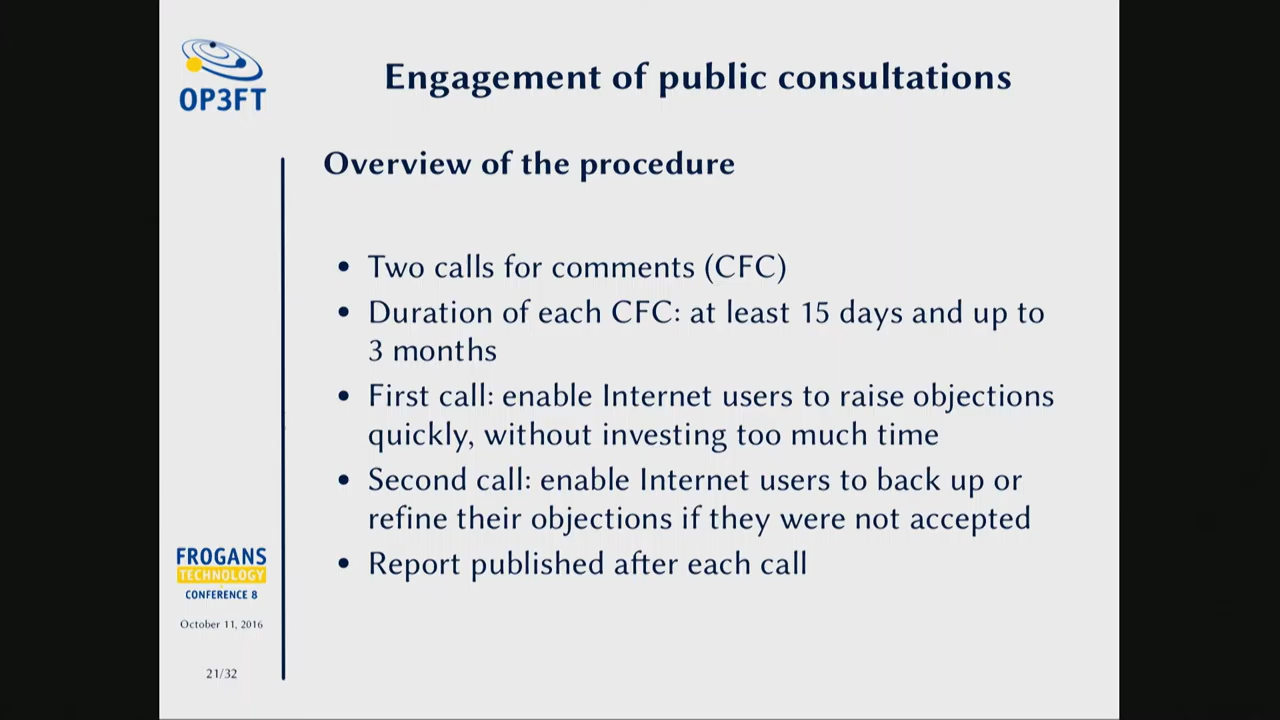 OP3FT
Engagement of public consultations
Overview of the procedure
• Two calls for comments (CFC)
• Duration of each CFC: at least 15 days and up to
3 months
• First call: enable Internet users to raise objections
quickly, without investing too much time
• Second call: enable Internet users to back up or
refine their objections if they were not accepted
• Report published after each call
FROGANS
TECHNOLOGY
CONFERENCE 8
October 11, 2016
21/32